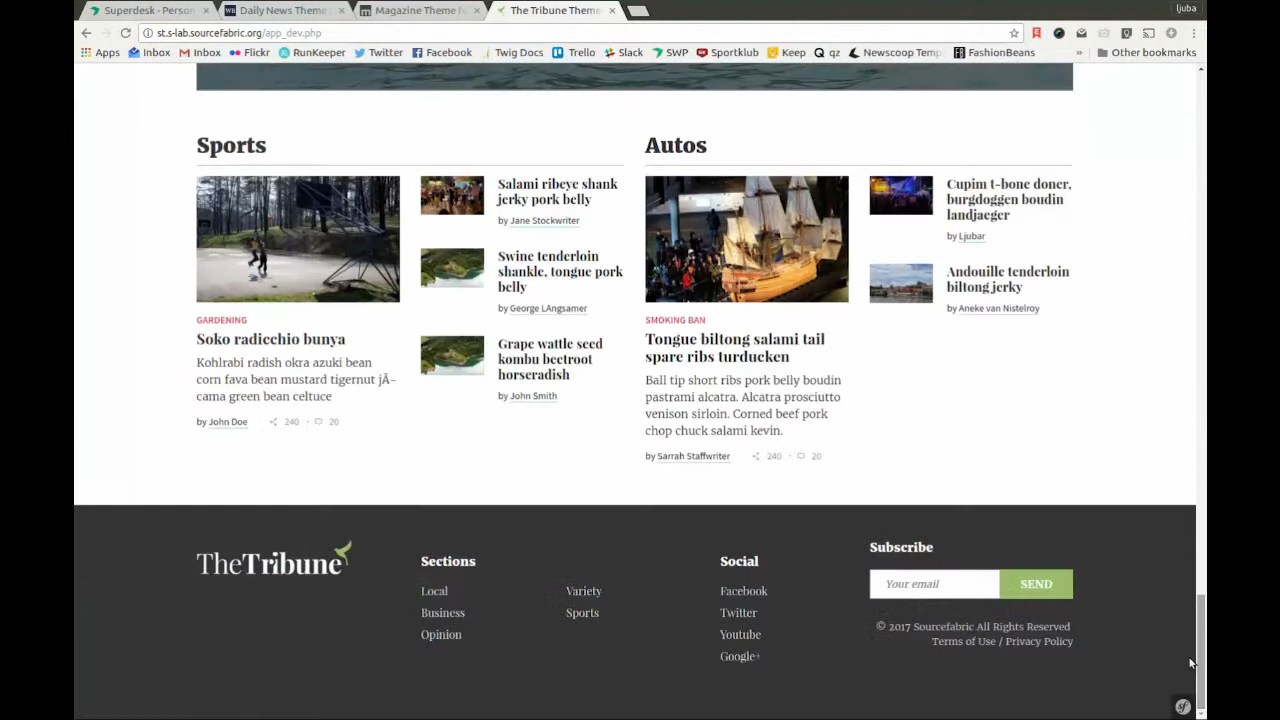 Superdesk - Person
Daily News Theme
Magazine Theme f
The Tribune Theme
ljuba
st.s-lab.sourcefabric.org/app_dev.php
Apps
Inbox
Inbox
Flickr
RunKeeper
Twitter
Facebook
Twig Docs
Trello
Slack
SWP
Sportklub
Keep
qz
Newscoop Temp
FashionBeans
»
Other bookmarks
Sports
GARDENING
Soko radicchio bunya
Kohlrabi radish okra azuki bean
corn fava bean mustard tigernut jÃ-
cama green bean celtuce
by John Doe 240 · 20
Salami ribeye shank
jerky pork belly
by Jane Stockwriter
Swine tenderloin
shankle, tongue pork
belly
by George LAngsamer
Grape wattle seed
kombu beetroot
horseradish
by John Smith
Autos
SMOKING BAN
Tongue biltong salami tail
spare ribs turducken
Ball tip short ribs pork belly boudin
pastrami alcatra. Alcatra prosciutto
venison sirloin. Corned beef pork
chop chuck salami kevin.
by Sarrah Staffwriter 240 · 20
Cupim t-bone doner,
burgdoggen boudin
landjaeger
by Ljubar
Andouille tenderloin
biltong jerky
by Aneke van Nistelroy
TheTribune
Sections
Local
Business
Opinion
Variety
Sports
Social
Facebook
Twitter
Youtube
Google+
Subscribe
Your email
SEND
© 2017 Sourcefabric All Rights Reserved
Terms of Use / Privacy Policy
sf